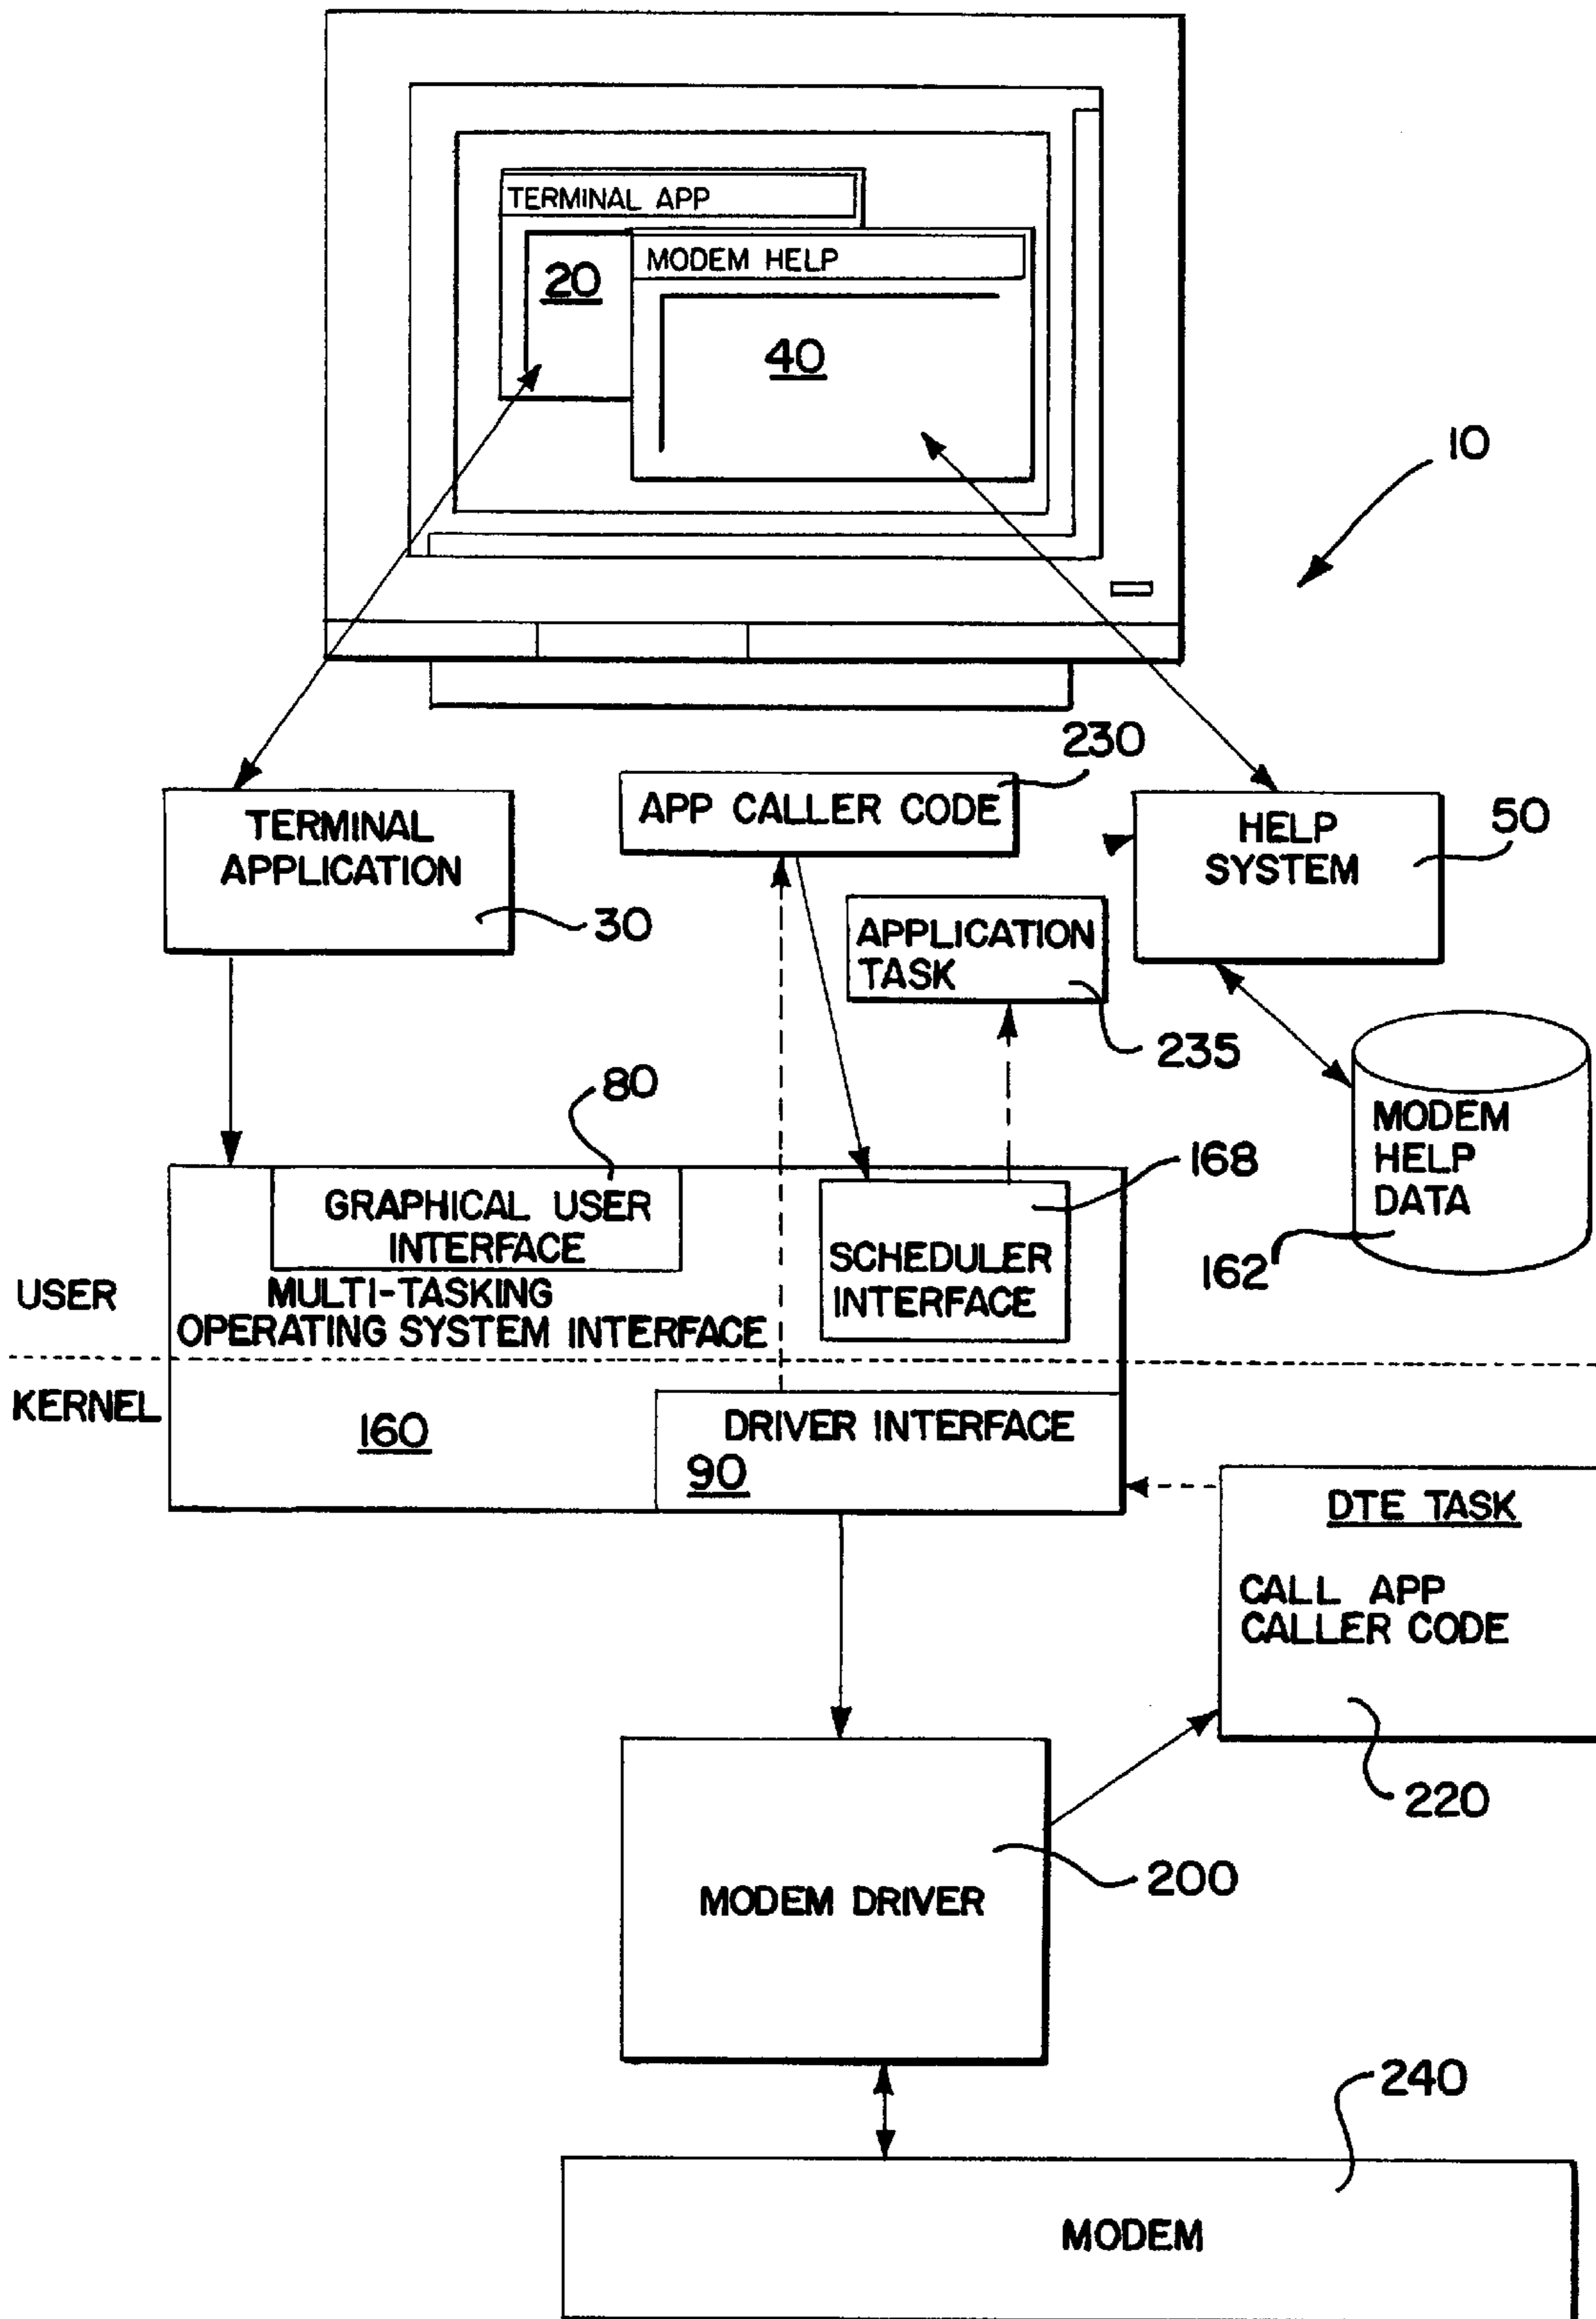 TERMINAL APP
20
MODEM HELP
40
10
230
APP CALLER CODE
TERMINAL
APPLICATION
30
HELP
SYSTEM
50
APPLICATION
TASK
235
80
168
MODEM
HELP
DATA
162
GRAPHICAL USER
INTERFACE
SCHEDULER
INTERFACE
USER
MULTI-TASKING
OPERATING SYSTEM INTERFACE
KERNEL
160
DRIVER INTERFACE
90
DTE TASK
CALL APP
CALLER CODE
220
200
MODEM DRIVER
240
MODEM